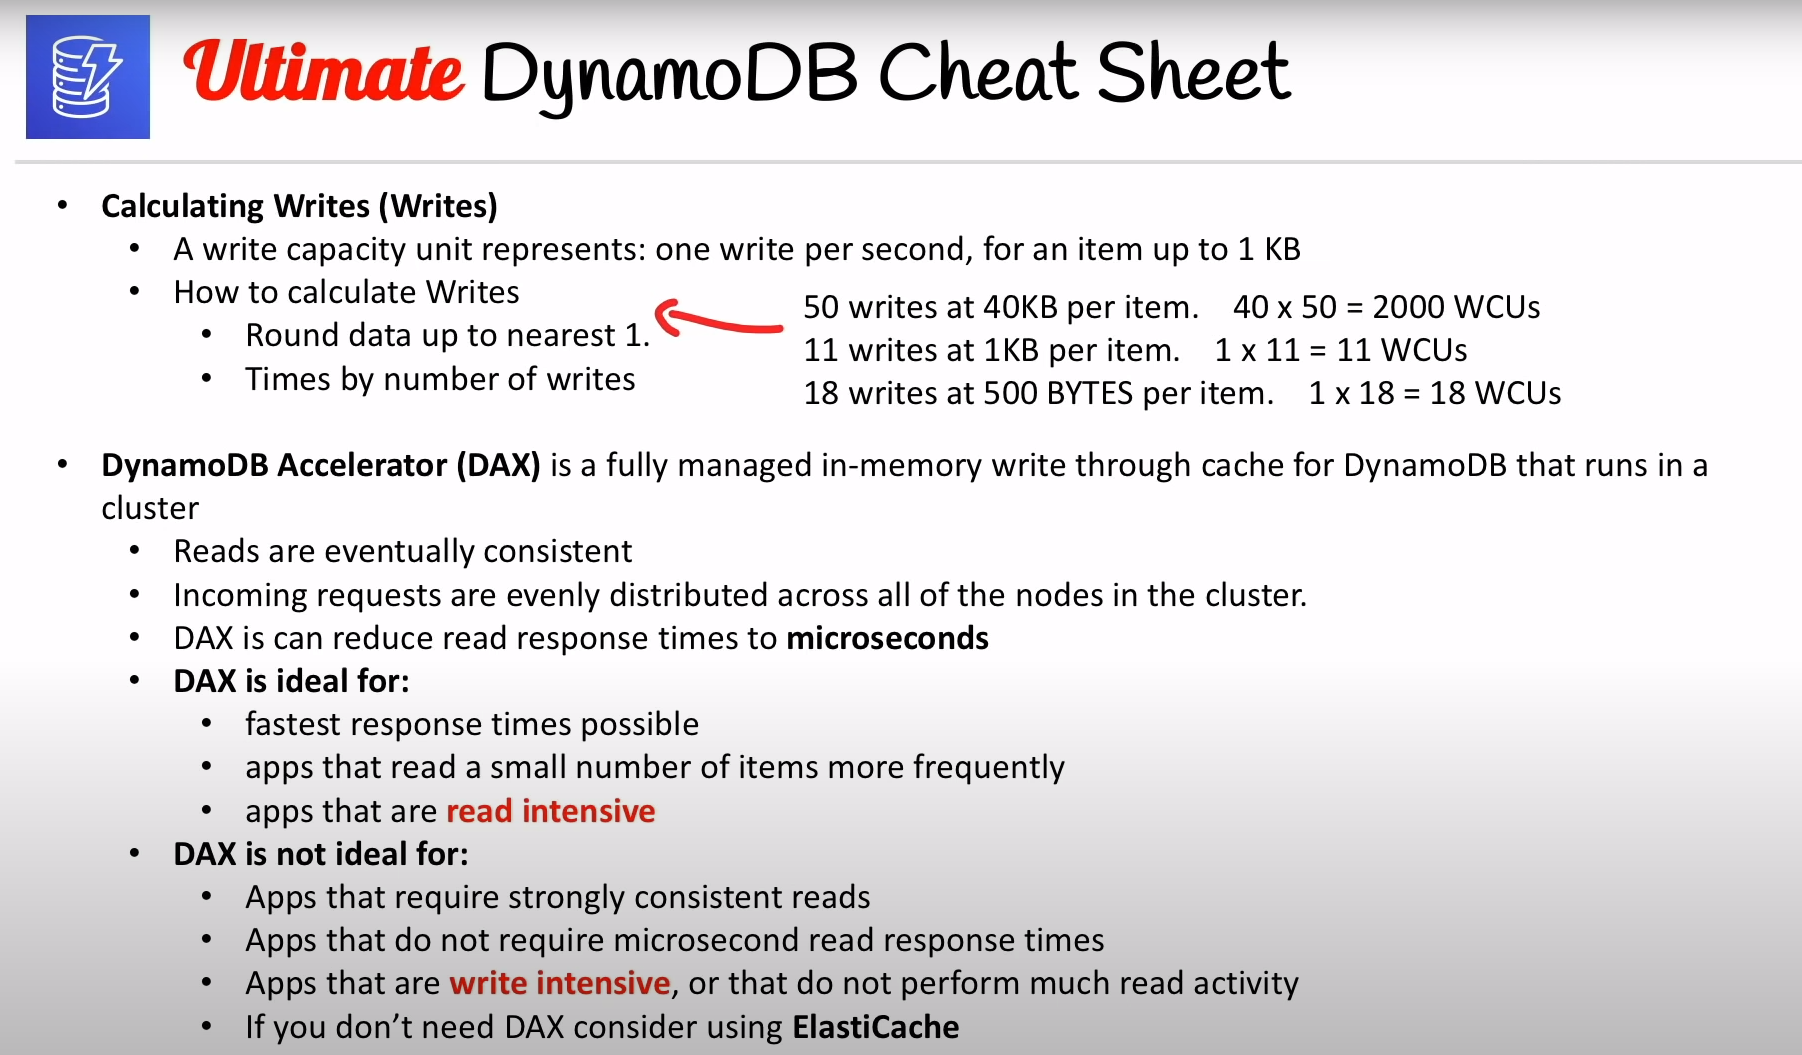 Ultimate DynamoDB Cheat Sheet
• Calculating Writes (Writes)
• A write capacity unit represents: one write per second, for an item up to 1 KB
• How to calculate Writes
• Round data up to nearest 1.
• Times by number of writes
50 writes at 40KB per item. 40 x 50 = 2000 WCUs
11 writes at 1KB per item. 1 x 11 = 11 WCUs
18 writes at 500 BYTES per item. 1 x 18 = 18 WCUs
• DynamoDB Accelerator (DAX) is a fully managed in-memory write through cache for DynamoDB that runs in a
cluster
• Reads are eventually consistent
• Incoming requests are evenly distributed across all of the nodes in the cluster.
• DAX is can reduce read response times to microseconds
• DAX is ideal for:
• fastest response times possible
• apps that read a small number of items more frequently
• apps that are read intensive
• DAX is not ideal for:
• Apps that require strongly consistent reads
• Apps that do not require microsecond read response times
• Apps that are write intensive, or that do not perform much read activity
• If you don’t need DAX consider using ElastiCache